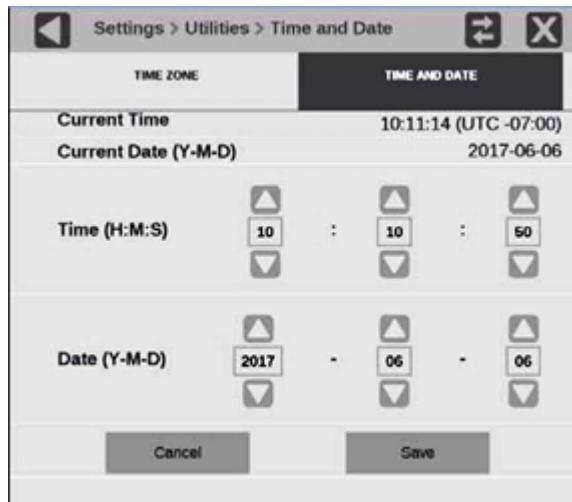 Settings > Utilities > Time and Date
TIME ZONE TIME AND DATE
Current Time 10:11:14 (UTC -07:00)
Current Date (Y-M-D) 2017-06-06
Time (H:M:S) 10 : 10 : 50
Date (Y-M-D) 2017 - 06 - 06
Cancel Save